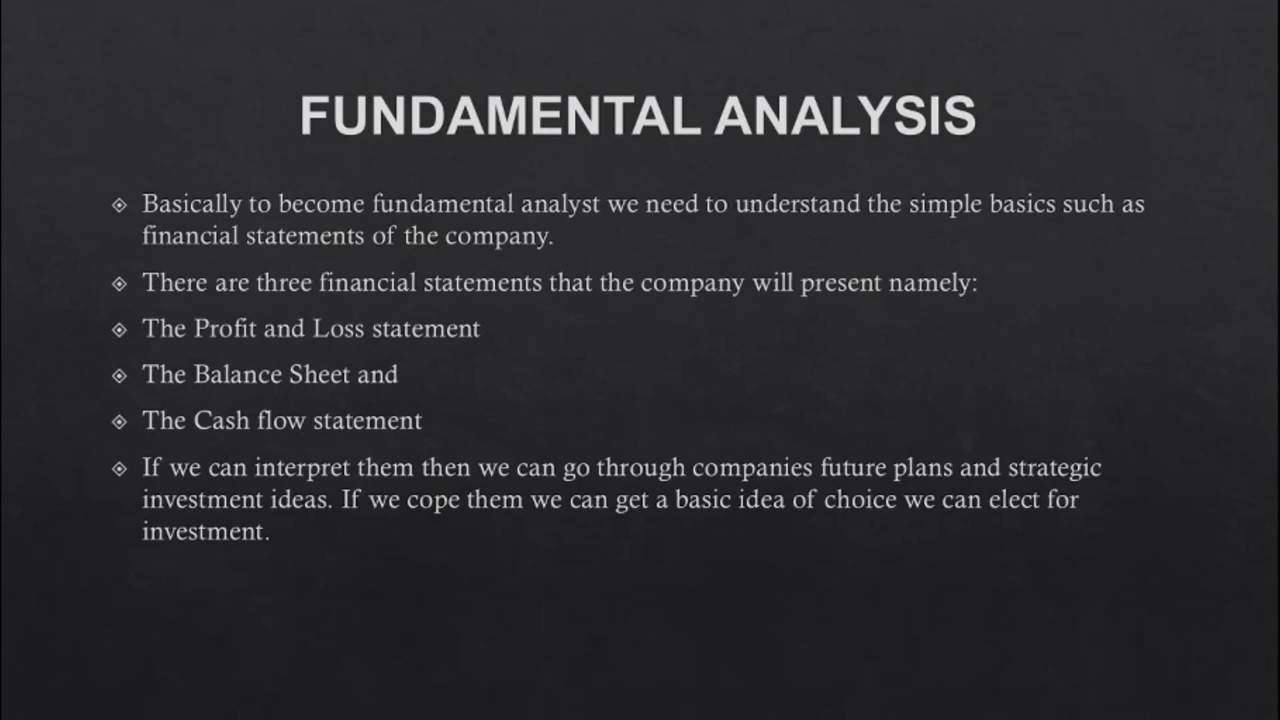 FUNDAMENTAL ANALYSIS
Basically to become fundamental analyst we need to understand the simple basics such as
financial statements of the company.
There are three financial statements that the company will present namely:
The Profit and Loss statement
The Balance Sheet and
The Cash flow statement
If we can interpret them then we can go through companies future plans and strategic
investment ideas. If we cope them we can get a basic idea of choice we can elect for
investment.